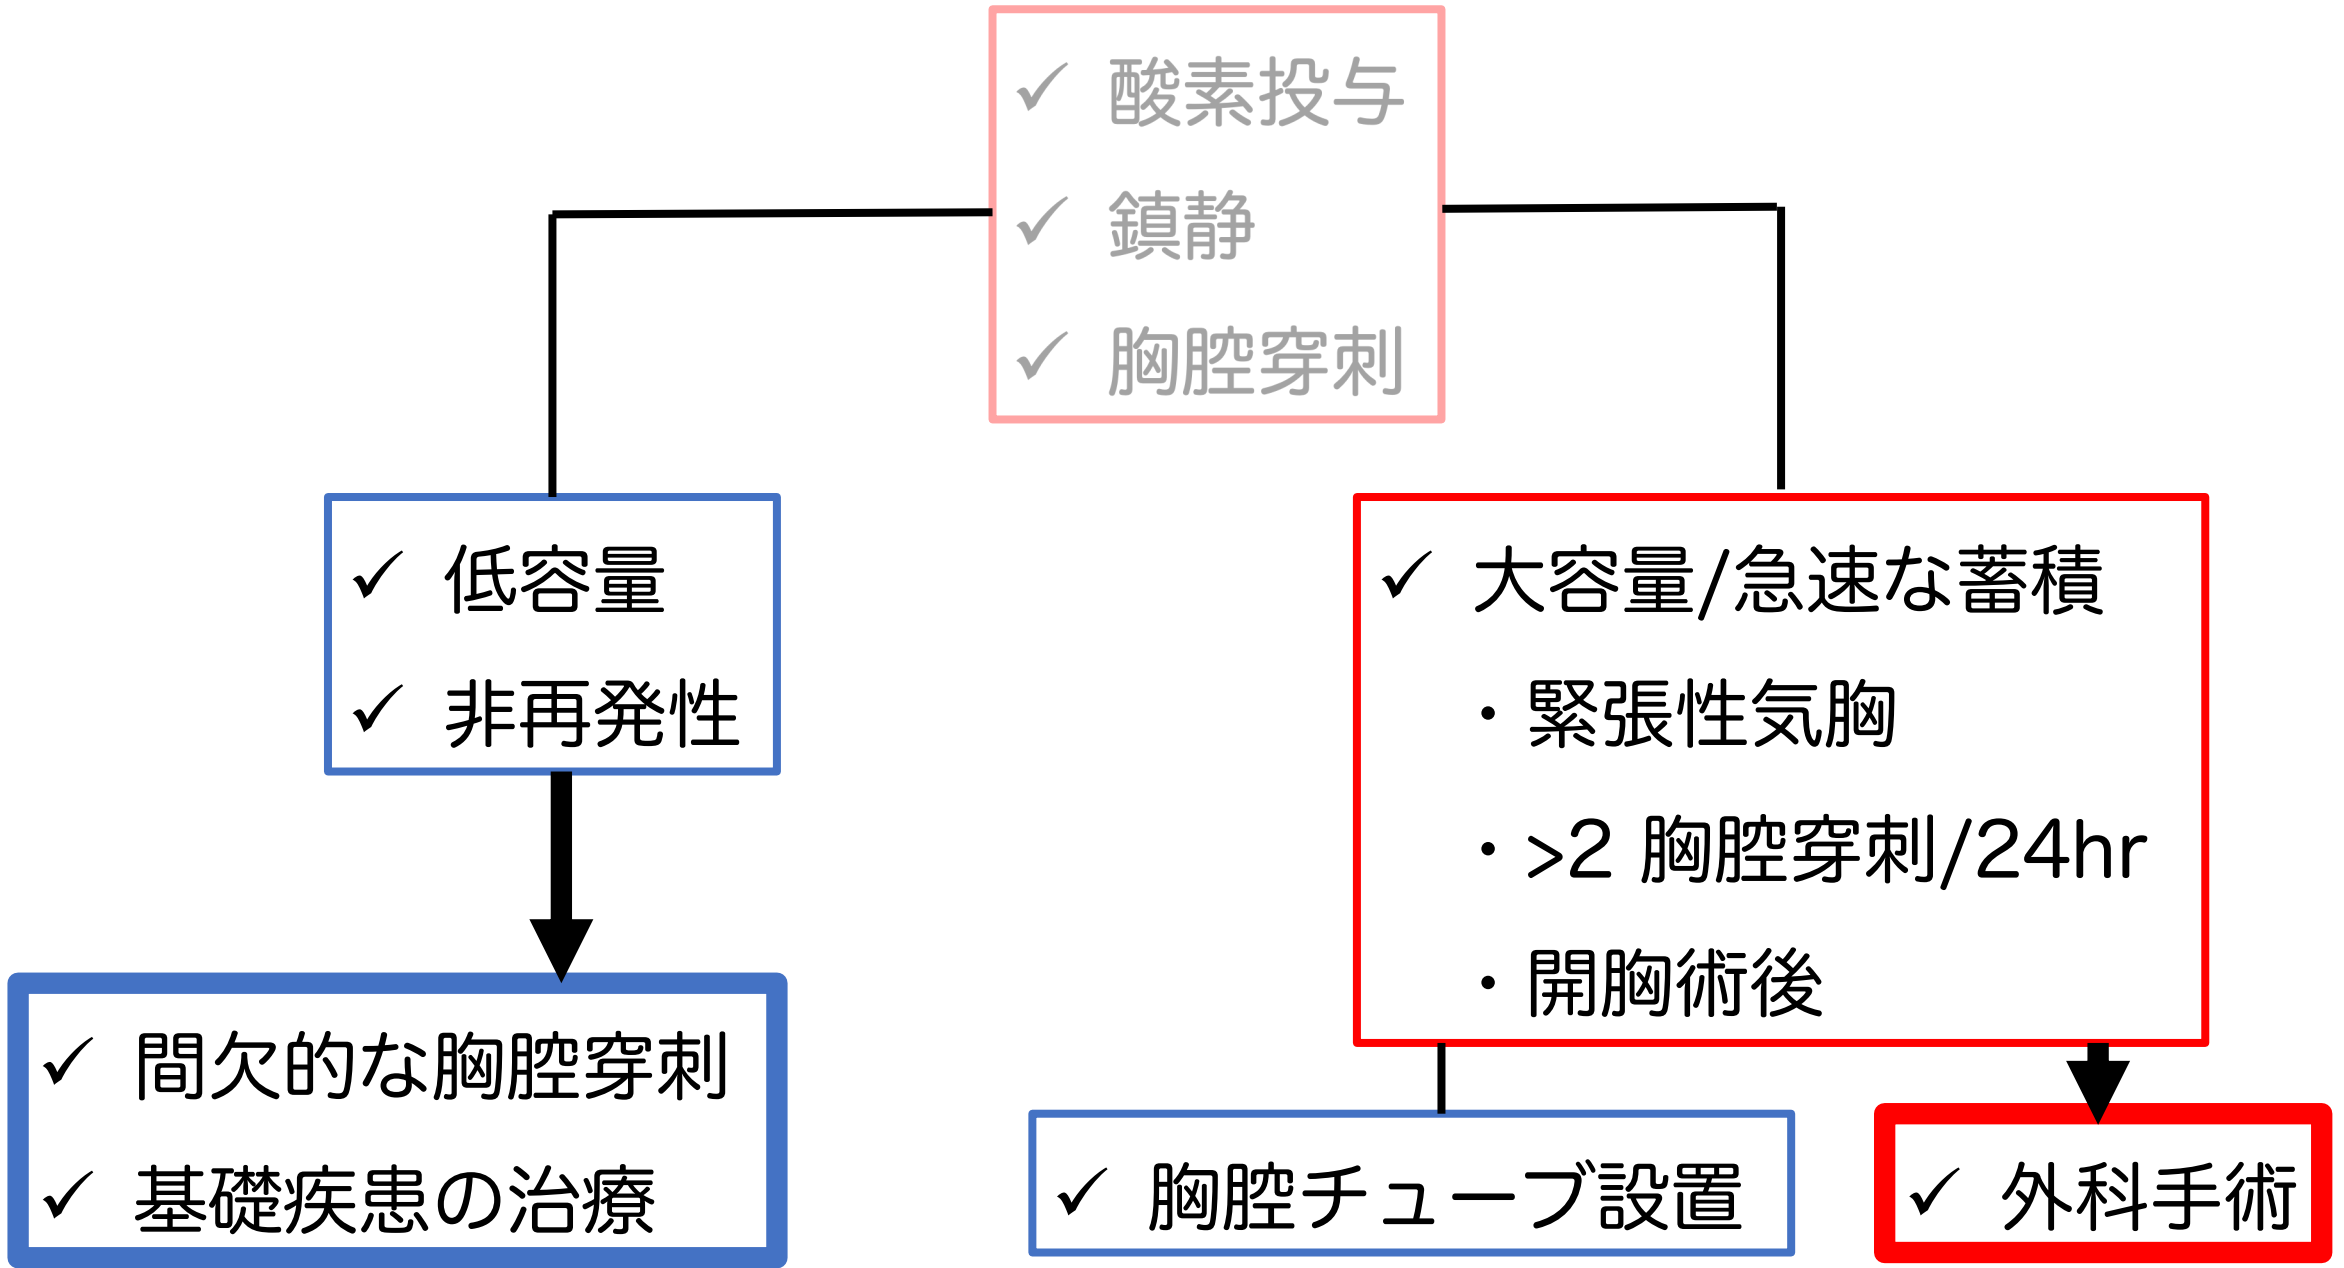 ✓ 酸素投与
✓ 鎮静
✓ 胸腔穿刺
✓ 低容量
✓ 非再発性
✓ 大容量/急速な蓄積
・緊張性気胸
・>2 胸腔穿刺/24hr
・開胸術後
✓ 間欠的な胸腔穿刺
✓ 基礎疾患の治療
✓ 胸腔チューブ設置
✓ 外科手術